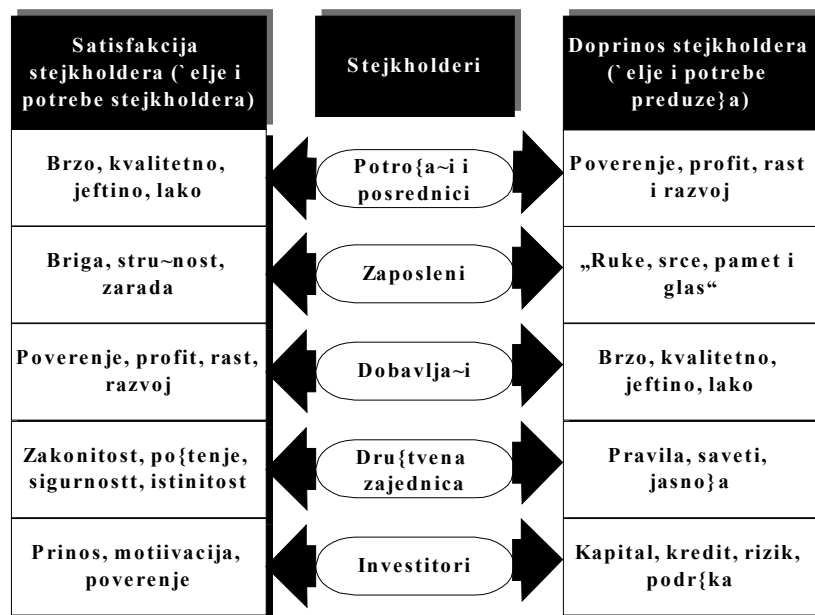 Satisfakcija
stejkholdera (`elje i
potrebe stejkholdera)
Stejkholderi
Doprinos stejkholdera
(`elje i potrebe
preduze}a)
Brzo, kvalitetno,
jeftino, lako
Potro{a~i i
posrednici
Poverenje, profit, rast
i razvoj
Briga, stru~nost,
zarada
Zaposleni
„Ruke, srce, pamet i
glas“
Poverenje, profit, rast,
razvoj
Dobavlja~i
Brzo, kvalitetno,
jeftino, lako
Zakonitost, po{tenje,
sigurnostt, istinitost
Dru{tvena
zajednica
Pravila, saveti,
jasno}a
Prinos, motiivacija,
poverenje
Investitori
Kapital, kredit, rizik,
podr{ka